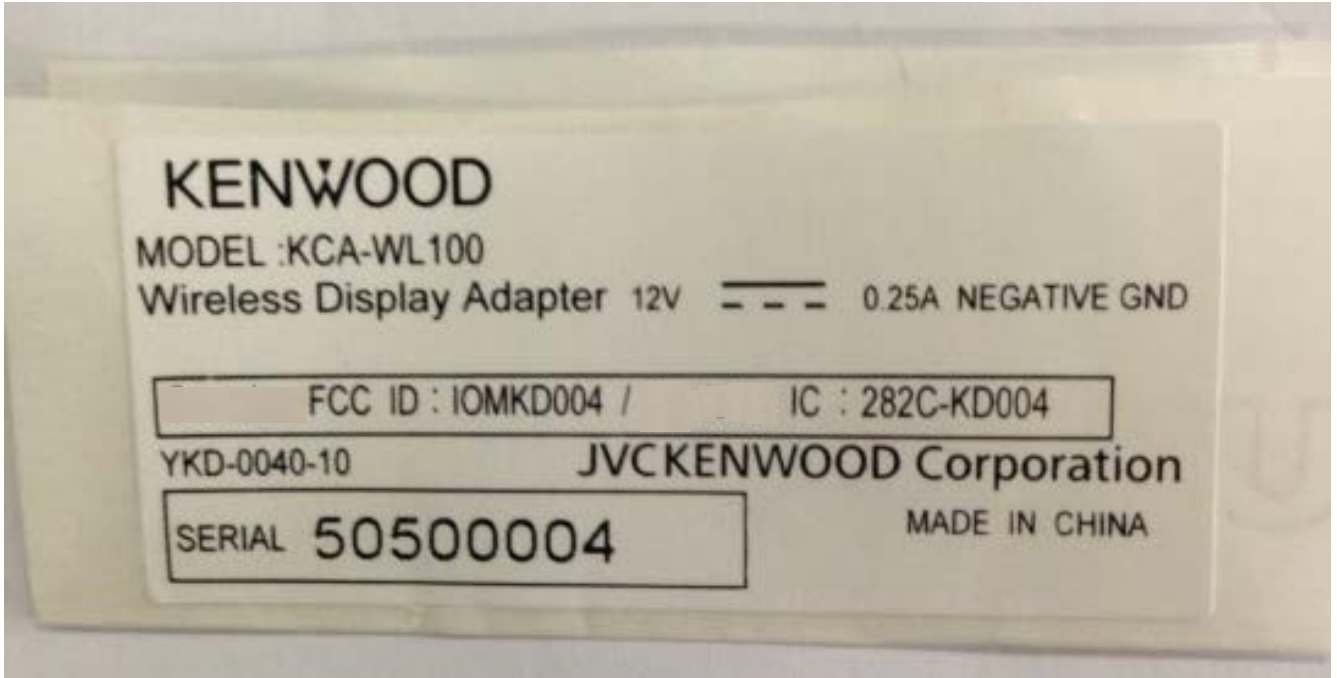 KENWOOD
MODEL :KCA-WL100
Wireless Display Adapter 12V 0.25A NEGATIVE GND
FCC ID : IOMKD004 / IC : 282C-KD004
YKD-0040-10 JVCKENWOOD Corporation
SERIAL 50500004 MADE IN CHINA